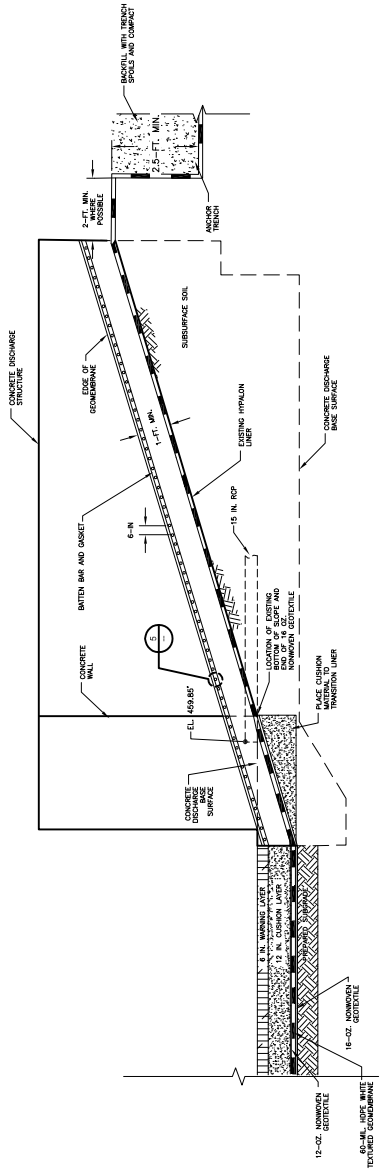 CONCRETE DISCHARGE
STRUCTURE
2-FT. MIN.
WHERE
POSSIBLE
BACKFILL WITH TRENCH
SPOILS AND COMPACT
2.5-FT. MIN.
ANCHOR
TRENCH
EDGE OF
GEOMEMBRANE
BATTEN BAR AND GASKET
SUBSURFACE SOIL
1-FT. MIN.
6-IN
EXISTING HYPALON
LINER
CONCRETE DISCHARGE
BASE SURFACE
CONCRETE
WALL
5
15 IN. RCP
EL. 459.85'
LOCATION OF EXISTING
BOTTOM OF SLOPE AND
END OF 16 OZ.
NONWOVEN GEOTEXTILE
CONCRETE
DISCHARGE BASE
SURFACE
PLACE CUSHION
MATERIAL TO
TRANSITION LINER
6 IN. WARNING LAYER
12 IN. CUSHION LAYER
PREPARED SUBGRADE
16-OZ. NONWOVEN
GEOTEXTILE
12-OZ. NONWOVEN
GEOTEXTILE
60-MIL. HDPE WHITE
TEXTURED GEOMEMBRANE